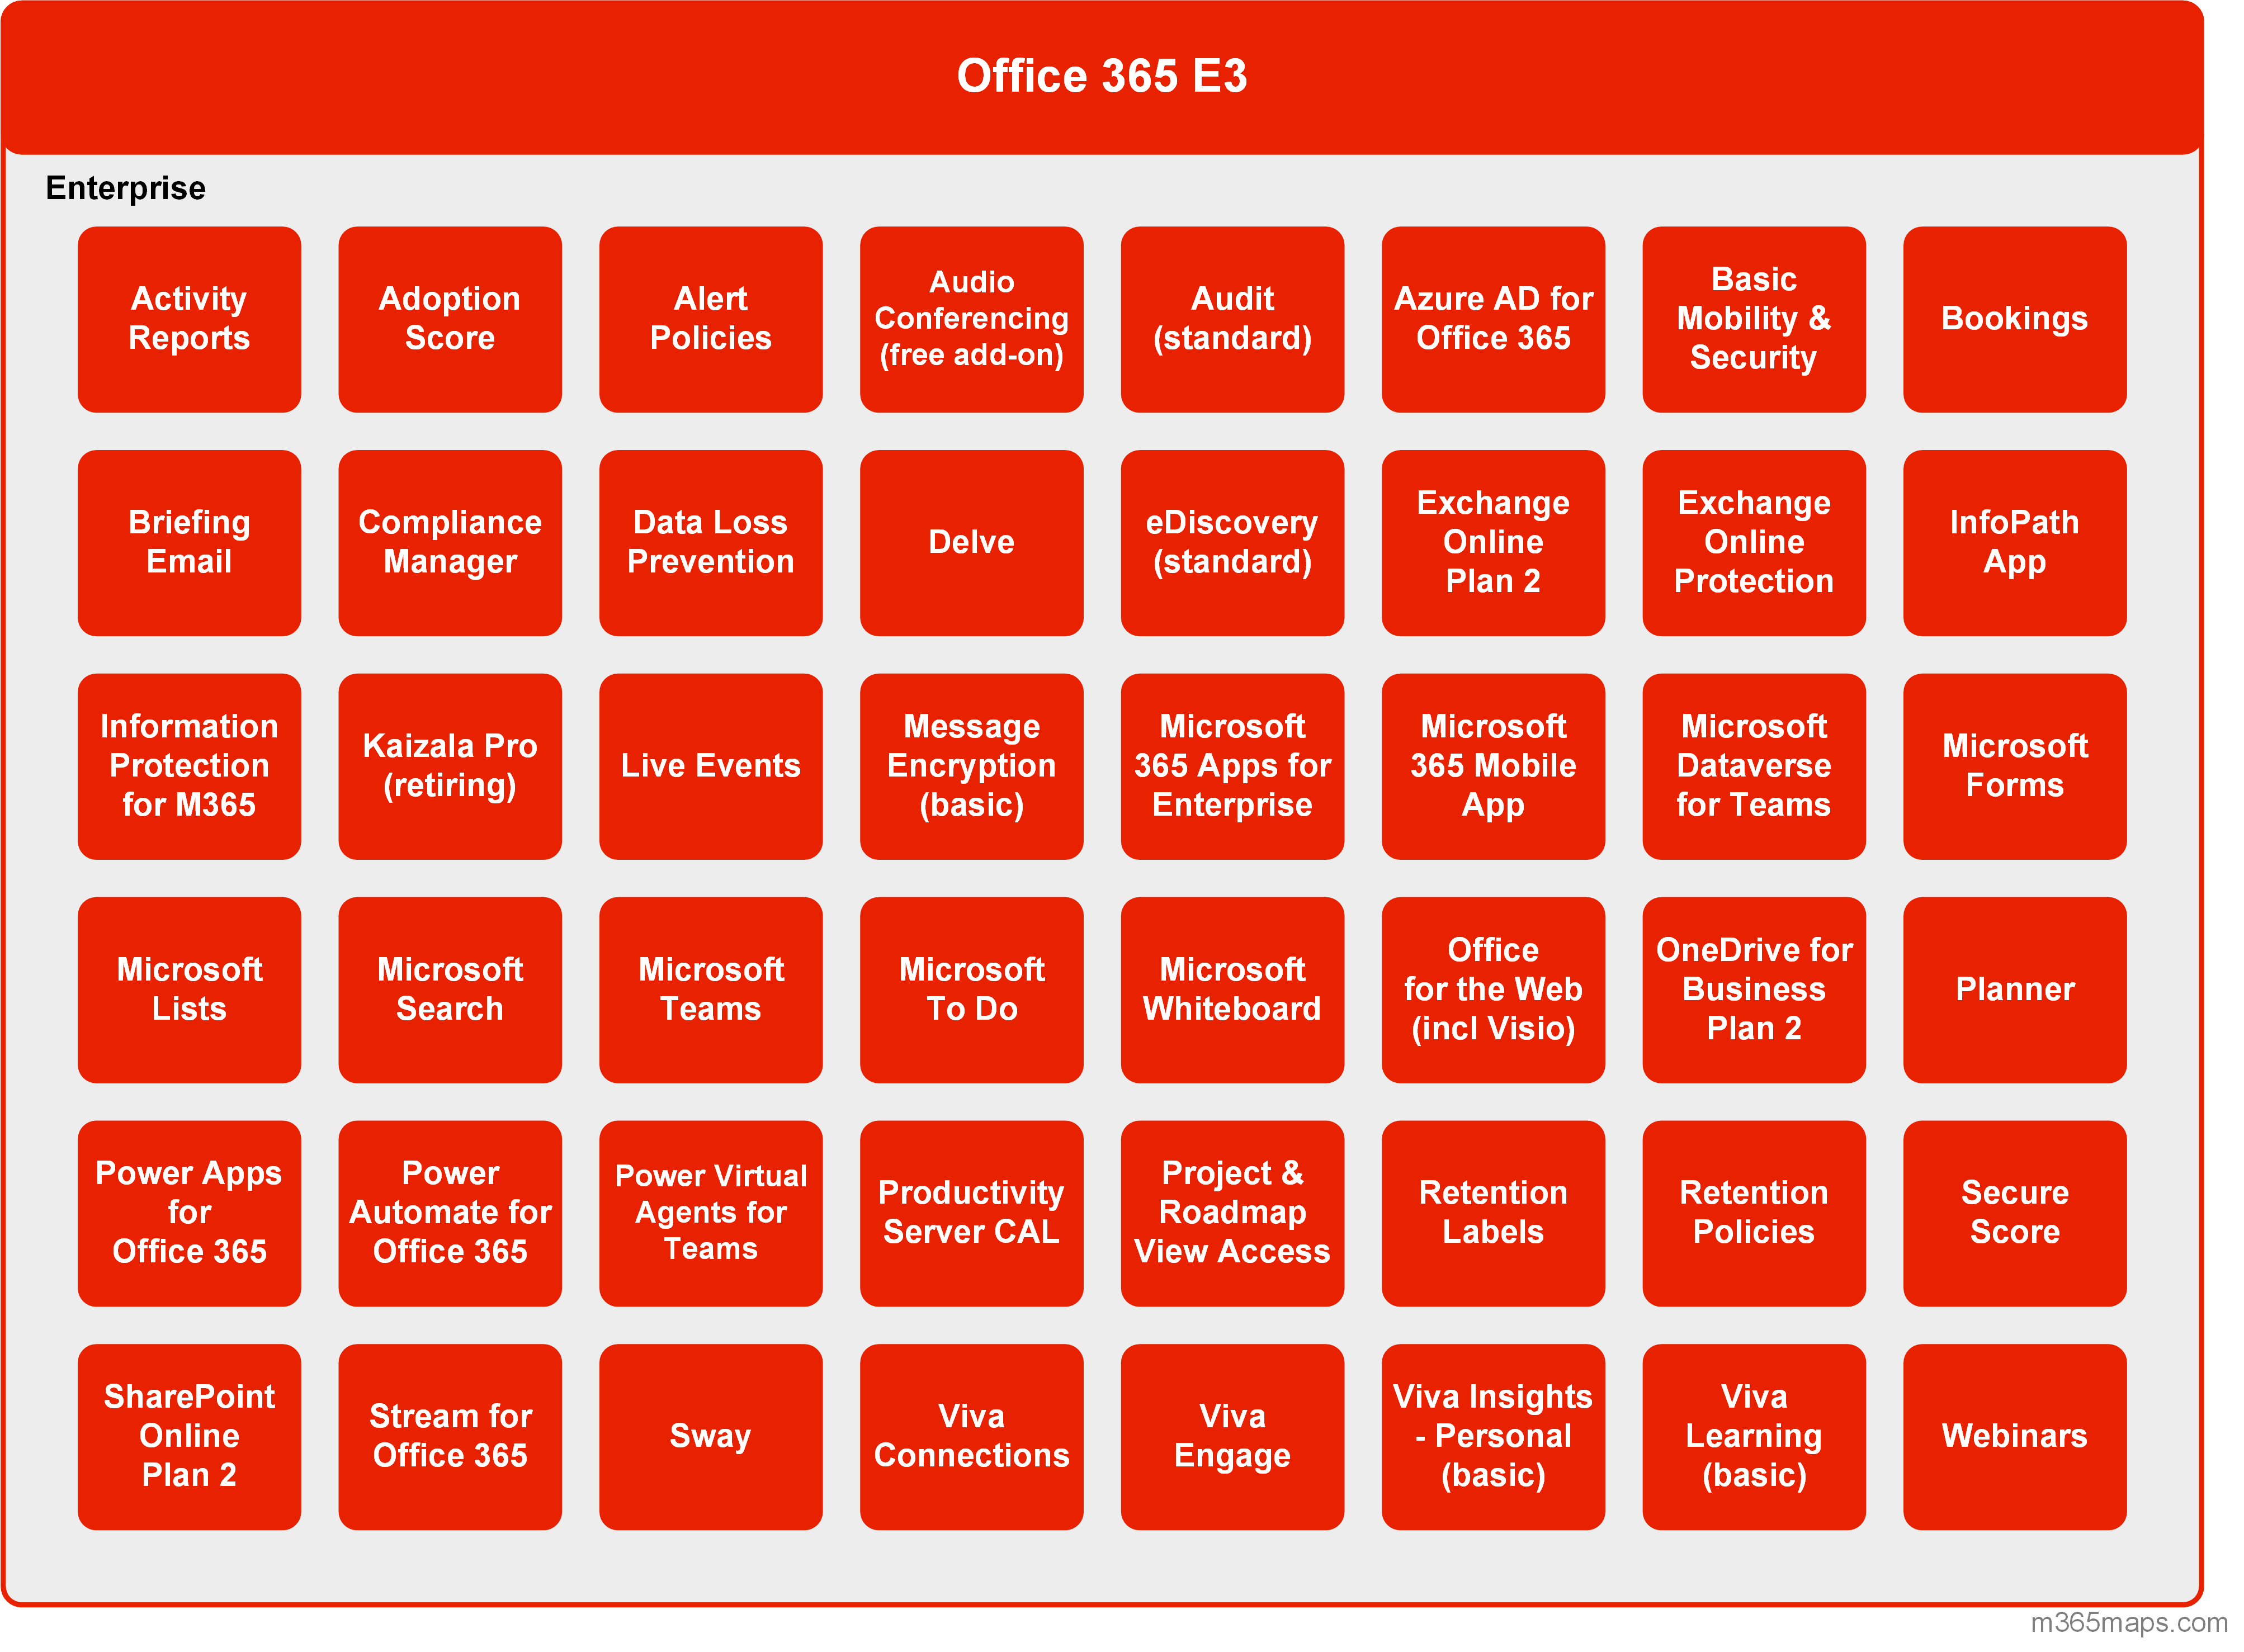 Office 365 E3
Enterprise
Activity
Reports
Adoption
Score
Alert
Policies
Audio
Conferencing
(free add-on)
Audit
(standard)
Azure AD for
Office 365
Basic
Mobility &
Security
Bookings
Briefing
Email
Compliance
Manager
Data Loss
Prevention
Delve
eDiscovery
(standard)
Exchange
Online
Plan 2
Exchange
Online
Protection
InfoPath
App
Information
Protection
for M365
Kaizala Pro
(retiring)
Live Events
Message
Encryption
(basic)
Microsoft
365 Apps for
Enterprise
Microsoft
365 Mobile
App
Microsoft
Dataverse
for Teams
Microsoft
Forms
Microsoft
Lists
Microsoft
Search
Microsoft
Teams
Microsoft
To Do
Microsoft
Whiteboard
Office
for the Web
(incl Visio)
OneDrive for
Business
Plan 2
Planner
Power Apps
for
Office 365
Power
Automate for
Office 365
Power Virtual
Agents for
Teams
Productivity
Server CAL
Project &
Roadmap
View Access
Retention
Labels
Retention
Policies
Secure
Score
SharePoint
Online
Plan 2
Stream for
Office 365
Sway
Viva
Connections
Viva
Engage
Viva Insights
- Personal
(basic)
Viva
Learning
(basic)
Webinars
m365maps.com